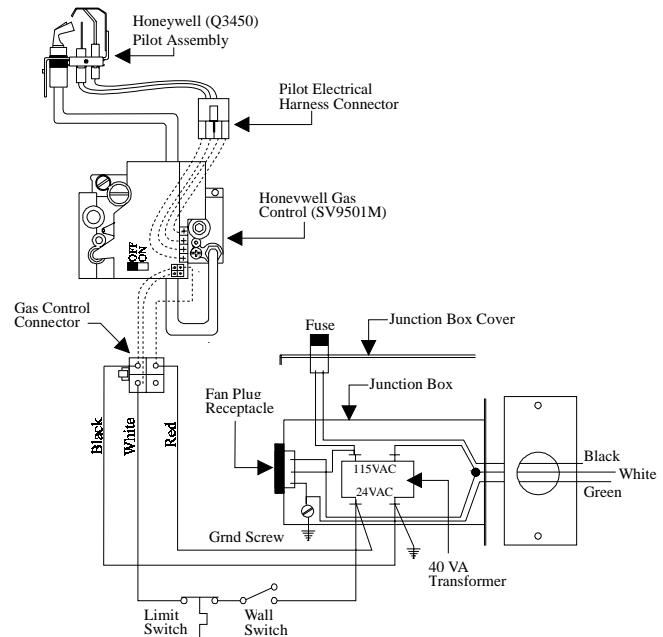 Honeywell (Q3450)
Pilot Assembly
Pilot Electrical
Harness Connector
Honevwell Gas
Control (SV9501M)
OFF
ON
Gas Control
Connector
Fuse
Junction Box Cover
Fan Plug
Receptacle
Junction Box
Black
White
Red
115VAC
24VAC
Black
White
Green
Grnd Screw
40 VA
Transformer
Limit
Switch
Wall
Switch